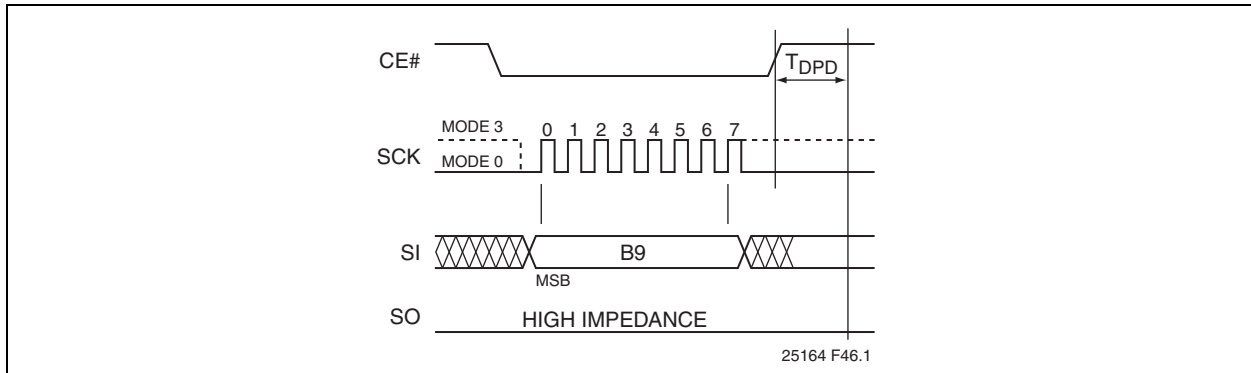 CE#
T_DPD
MODE 3
0 1 2 3 4 5 6 7
SCK
MODE 0
SI
B9
MSB
SO
HIGH IMPEDANCE
25164 F46.1